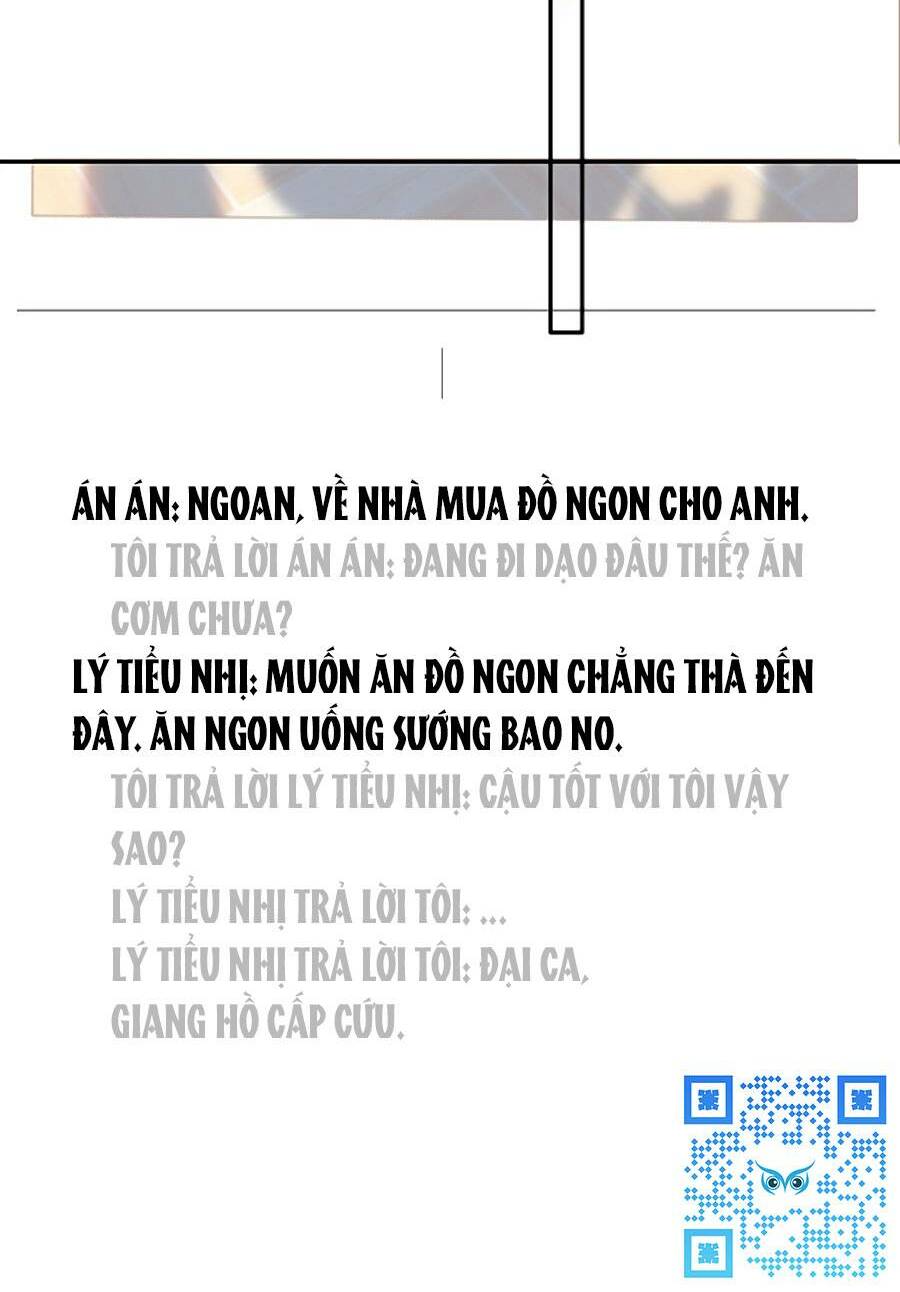 ÁN ÁN: NGOAN, VỀ NHÀ MUA ĐỒ NGON CHO ANH.
TÔI TRẢ LỜI ÁN ÁN: ĐANG ĐI DẠO ĐÂU THẾ? ĂN
CƠM CHƯA?
LÝ TIỂU NHỊ: MUỐN ĂN ĐỒ NGON CHẲNG THÀ ĐẾN
ĐÂY. ĂN NGON UỐNG SƯỚNG BAO NO.
TÔI TRẢ LỜI LÝ TIỂU NHỊ: CẬU TỐT VỚI TÔI VẬY
SAO?
LÝ TIỂU NHỊ TRẢ LỜI TÔI: ...
LÝ TIỂU NHỊ TRẢ LỜI TÔI: ĐẠI CA,
GIANG HỒ CẤP CỨU.